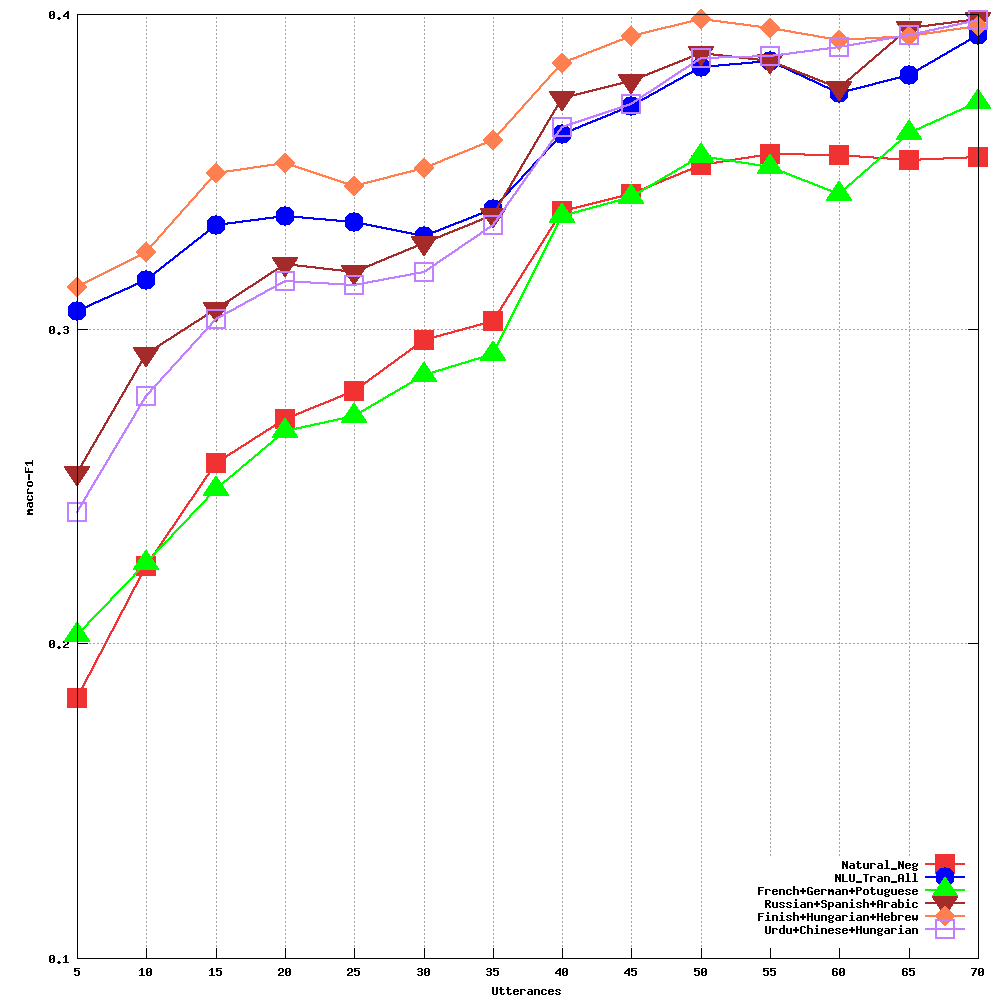 0.4
0.3
0.2
0.1
macro-F1
5 10 15 20 25 30 35 40 45 50 55 60 65 70
Utterances
Natural_Neg
NLU_Tran_All
French+German+Potuguese
Russian+Spanish+Arabic
Finish+Hungarian+Hebrew
Urdu+Chinese+Hungarian